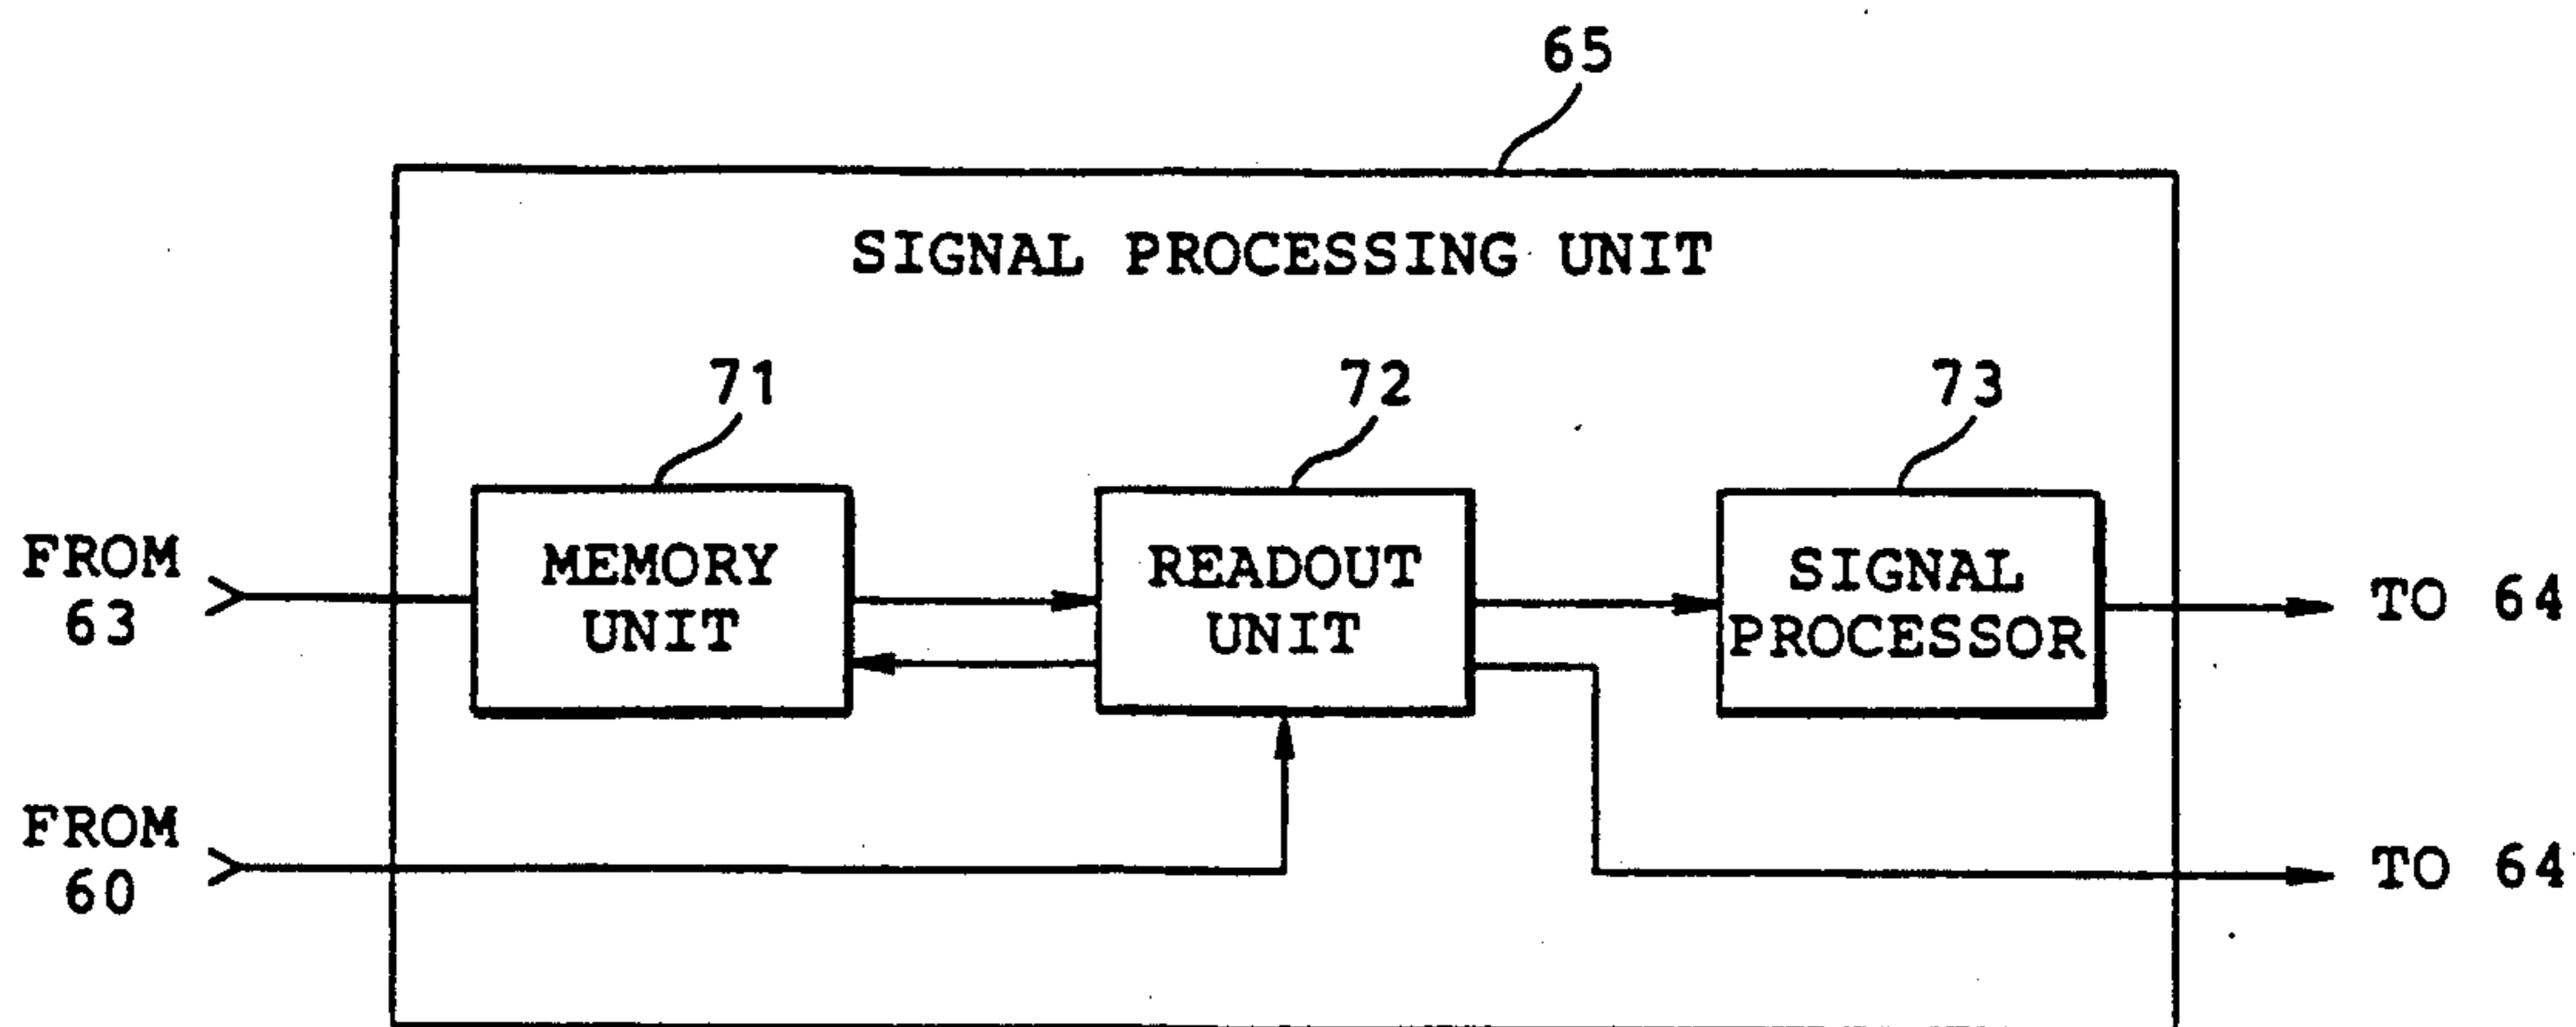 65
SIGNAL PROCESSING UNIT
71
72
73
FROM
63
MEMORY
UNIT
READOUT
UNIT
SIGNAL
PROCESSOR
TO 64
FROM
60
TO 64